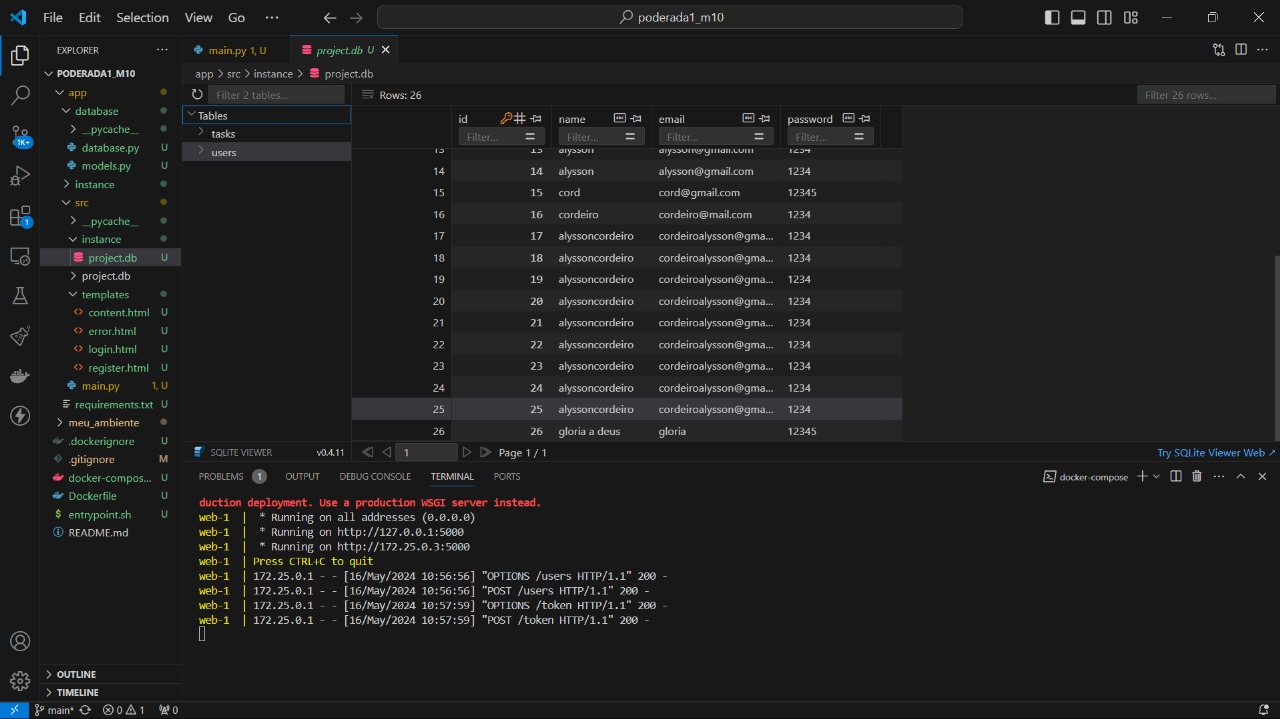 File Edit Selection View Go ··· poderada1_m10
EXPLORER ···
PODERADA1_M10
app
database
__pycache__
database.py U
models.py U
instance
src
__pycache__
instance
project.db U
project.db
templates
content.html U
error.html U
login.html U
register.html U
main.py 1, U
requirements.txt U
meu_ambiente
.dockerignore U
.gitignore M
docker-compos... U
Dockerfile U
entrypoint.sh U
README.md
OUTLINE
TIMELINE
1K+
1
main.py 1, U project.db U
app > src > instance > project.db
Filter 2 tables... Rows: 26 Filter 26 rows...
Tables
tasks
users
id name email password
Filter... Filter... Filter... Filter...
13 13 alysson alysson@gmail.com 1234
14 14 alysson alysson@gmail.com 1234
15 15 cord cord@gmail.com 12345
16 16 cordeiro cordeiro@mail.com 1234
17 17 alyssoncordeiro cordeiroalysson@gma... 1234
18 18 alyssoncordeiro cordeiroalysson@gma... 1234
19 19 alyssoncordeiro cordeiroalysson@gma... 1234
20 20 alyssoncordeiro cordeiroalysson@gma... 1234
21 21 alyssoncordeiro cordeiroalysson@gma... 1234
22 22 alyssoncordeiro cordeiroalysson@gma... 1234
23 23 alyssoncordeiro cordeiroalysson@gma... 1234
24 24 alyssoncordeiro cordeiroalysson@gma... 1234
25 25 alyssoncordeiro cordeiroalysson@gma... 1234
26 26 gloria a deus gloria 12345
SQLITE VIEWER v0.4.11 1 Page 1 / 1 Try SQLite Viewer Web
PROBLEMS 1 OUTPUT DEBUG CONSOLE TERMINAL PORTS docker-compose
duction deployment. Use a production WSGI server instead.
web-1 | * Running on all addresses (0.0.0.0)
web-1 | * Running on http://127.0.0.1:5000
web-1 | * Running on http://172.25.0.3:5000
web-1 | Press CTRL+C to quit
web-1 | 172.25.0.1 - - [16/May/2024 10:56:56] "OPTIONS /users HTTP/1.1" 200 -
web-1 | 172.25.0.1 - - [16/May/2024 10:56:56] "POST /users HTTP/1.1" 200 -
web-1 | 172.25.0.1 - - [16/May/2024 10:57:59] "OPTIONS /token HTTP/1.1" 200 -
web-1 | 172.25.0.1 - - [16/May/2024 10:57:59] "POST /token HTTP/1.1" 200 -
main* 0 1 0